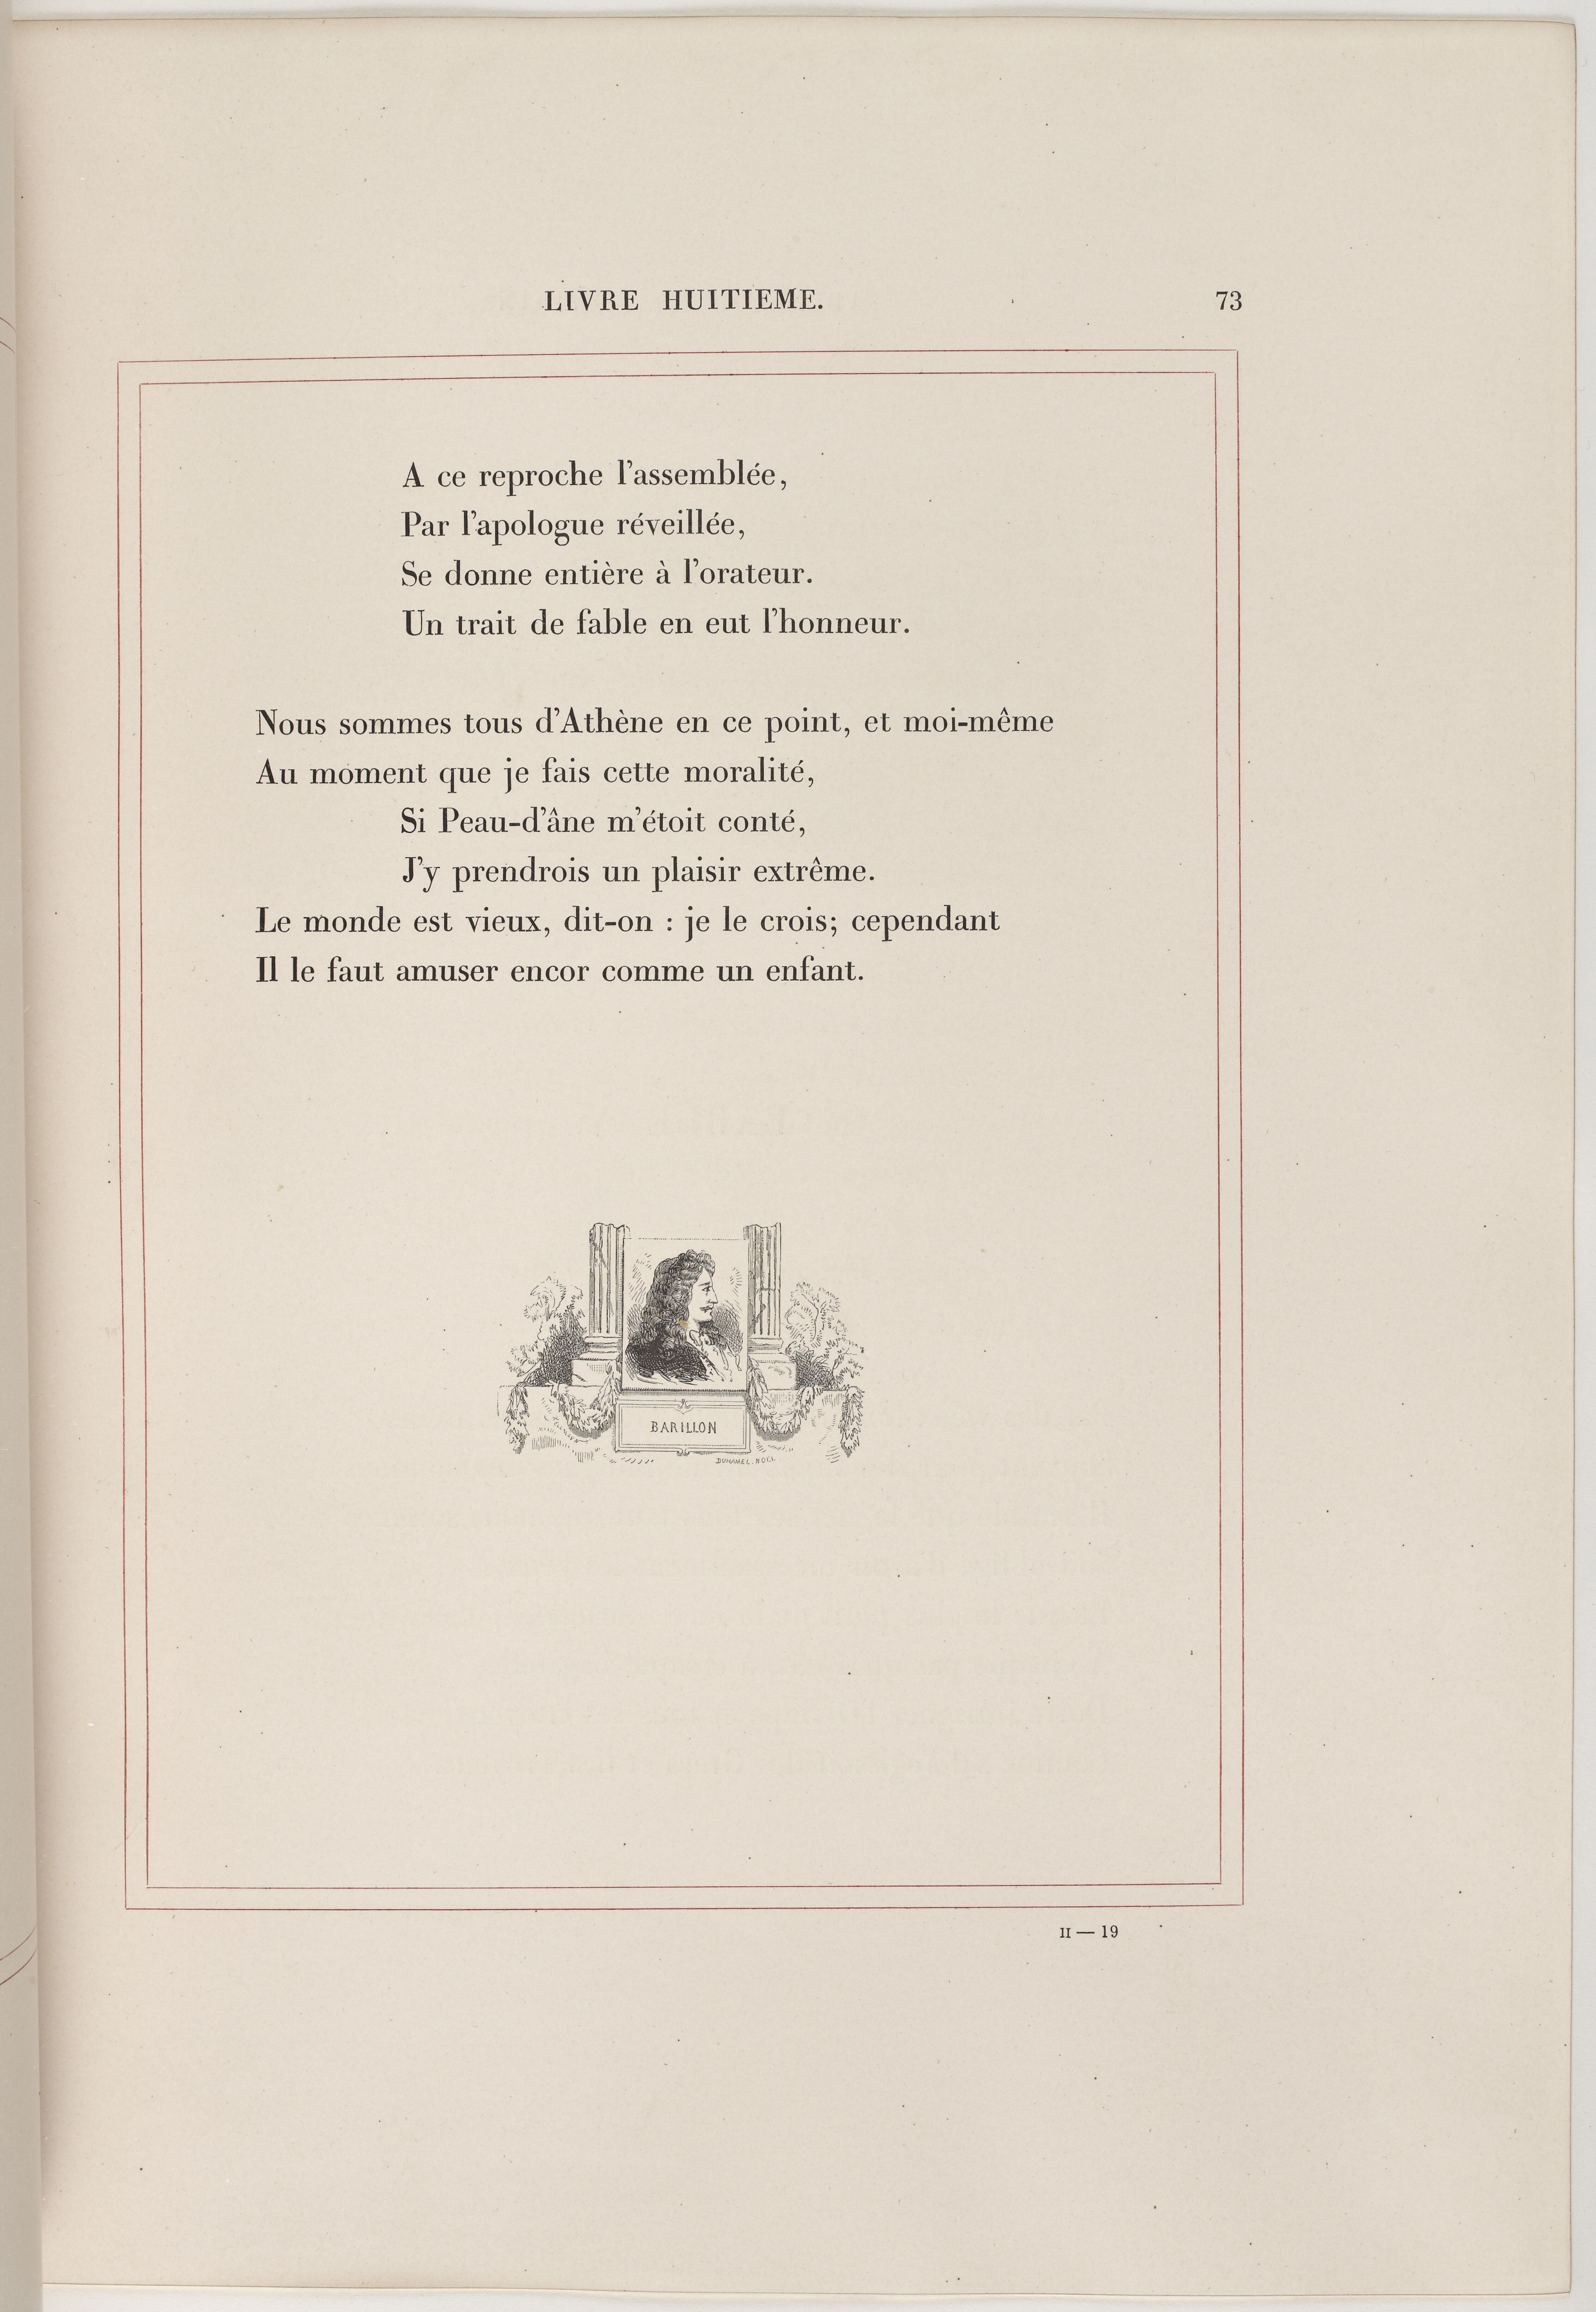 LIVRE HUITIEME. 73
A ce reproche l'assemblée,
Par l'apologue réveillée,
Se donne entière à l'orateur.
Un trait de fable en eut l'honneur.
Nous sommes tous d'Athène en ce point, et moi-même
Au moment que je fais cette moralité,
Si Peau-d'âne m'étoit conté,
J'y prendrois un plaisir extrême.
Le monde est vieux, dit-on : je le crois; cependant
Il le faut amuser encor comme un enfant.
BARILLON
II — 19